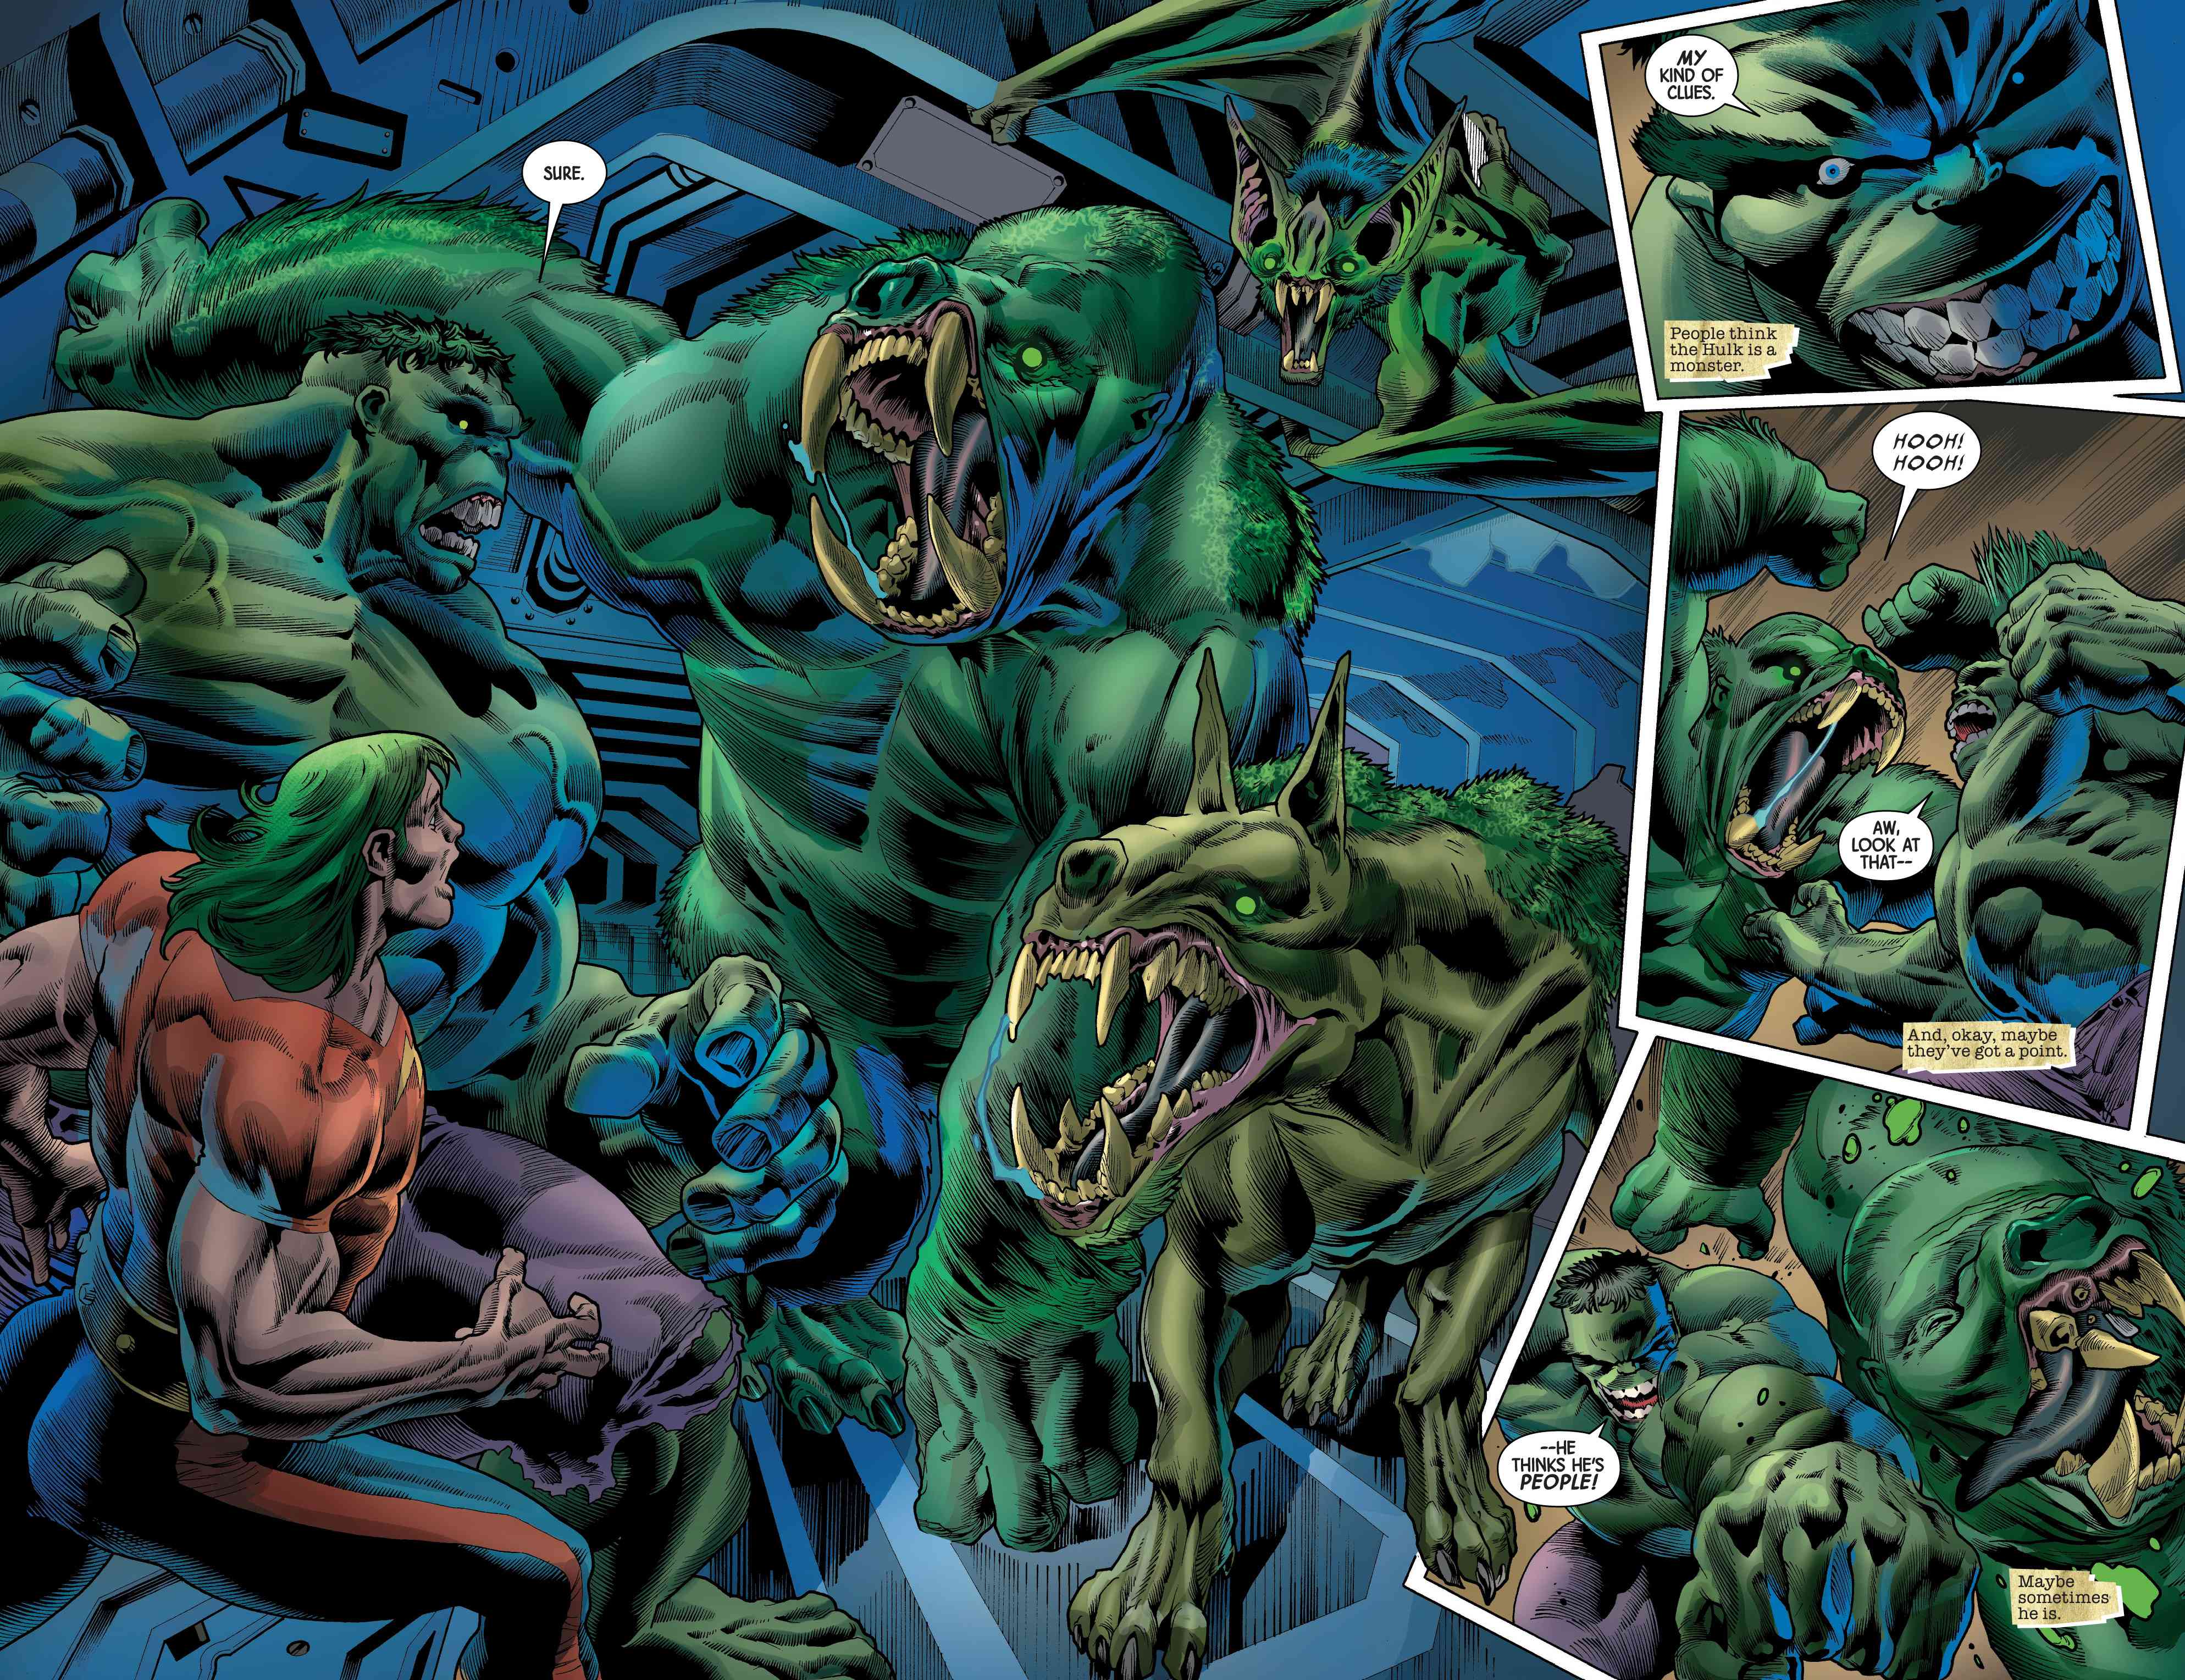 SURE.
MY
KIND OF
CLUES.
People think
the Hulk is a
monster.
HOOH!
HOOH!
AW,
LOOK AT
THAT--
And, okay, maybe
they've got a point.
--HE
THINKS HE'S
PEOPLE!
Maybe
sometimes
he is.